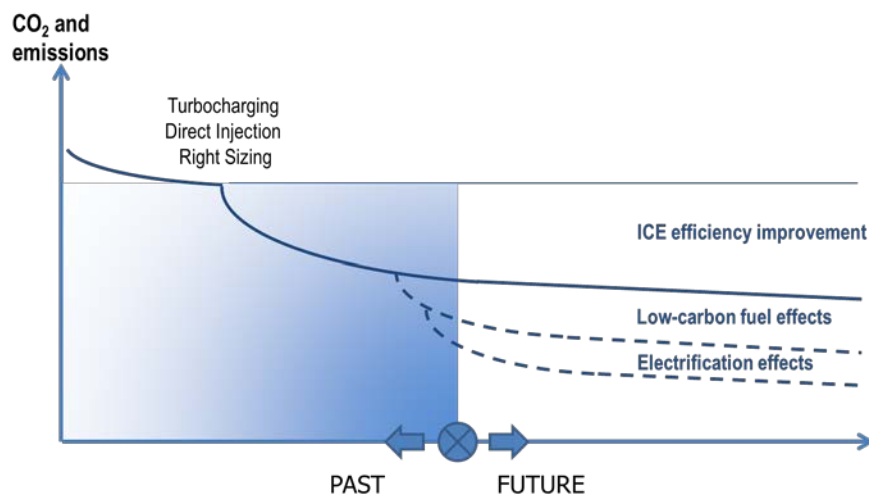 CO₂ and
emissions
Turbocharging
Direct Injection
Right Sizing
ICE efficiency improvement
Low-carbon fuel effects
Electrification effects
PAST
FUTURE